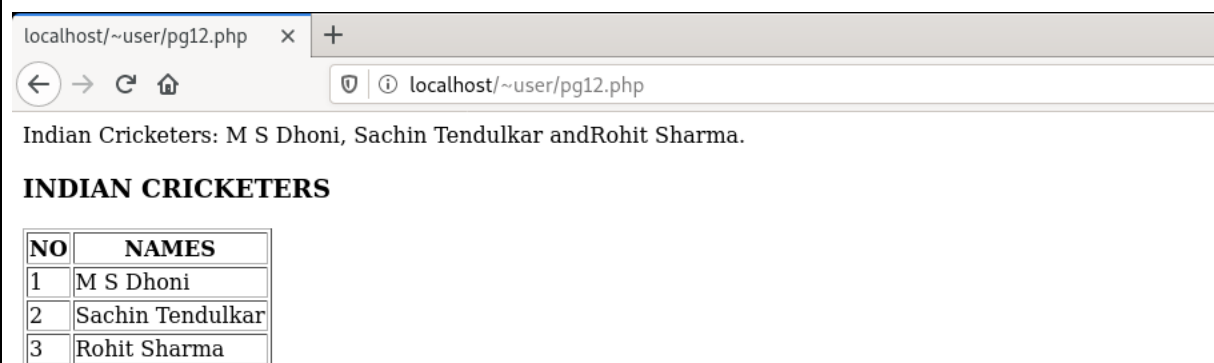 localhost/~user/pg12.php × +
localhost/~user/pg12.php
Indian Cricketers: M S Dhoni, Sachin Tendulkar andRohit Sharma.
INDIAN CRICKETERS
NO NAMES
1 M S Dhoni
2 Sachin Tendulkar
3 Rohit Sharma